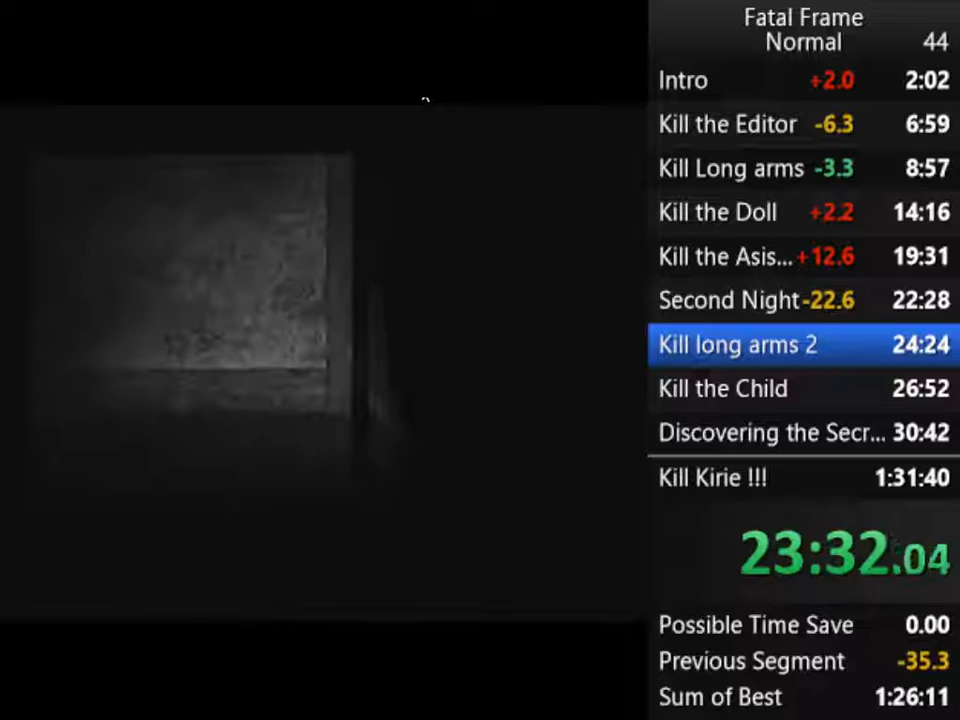 Fatal Frame
Normal 44
Intro +2.0 2:02
Kill the Editor -6.3 6:59
Kill Long arms -3.3 8:57
Kill the Doll +2.2 14:16
Kill the Asis... +12.6 19:31
Second Night -22.6 22:28
Kill long arms 2 24:24
Kill the Child 26:52
Discovering the Secr... 30:42
Kill Kirie !!! 1:31:40
23:32.04
Possible Time Save 0.00
Previous Segment -35.3
Sum of Best 1:26:11